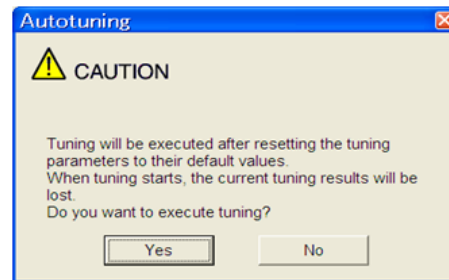 Autotuning
CAUTION
Tuning will be executed after resetting the tuning
parameters to their default values.
When tuning starts, the current tuning results will be
lost.
Do you want to execute tuning?
Yes No